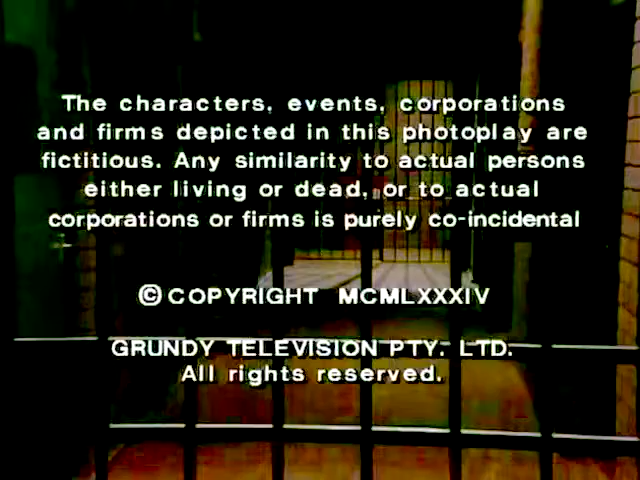 The characters, events, corporations
and firms depicted in this photoplay are
fictitious. Any similarity to actual persons
either living or dead, or to actual
corporations or firms is purely co-incidental
© COPYRIGHT MCMLXXXIV
GRUNDY TELEVISION PTY. LTD.
All rights reserved.